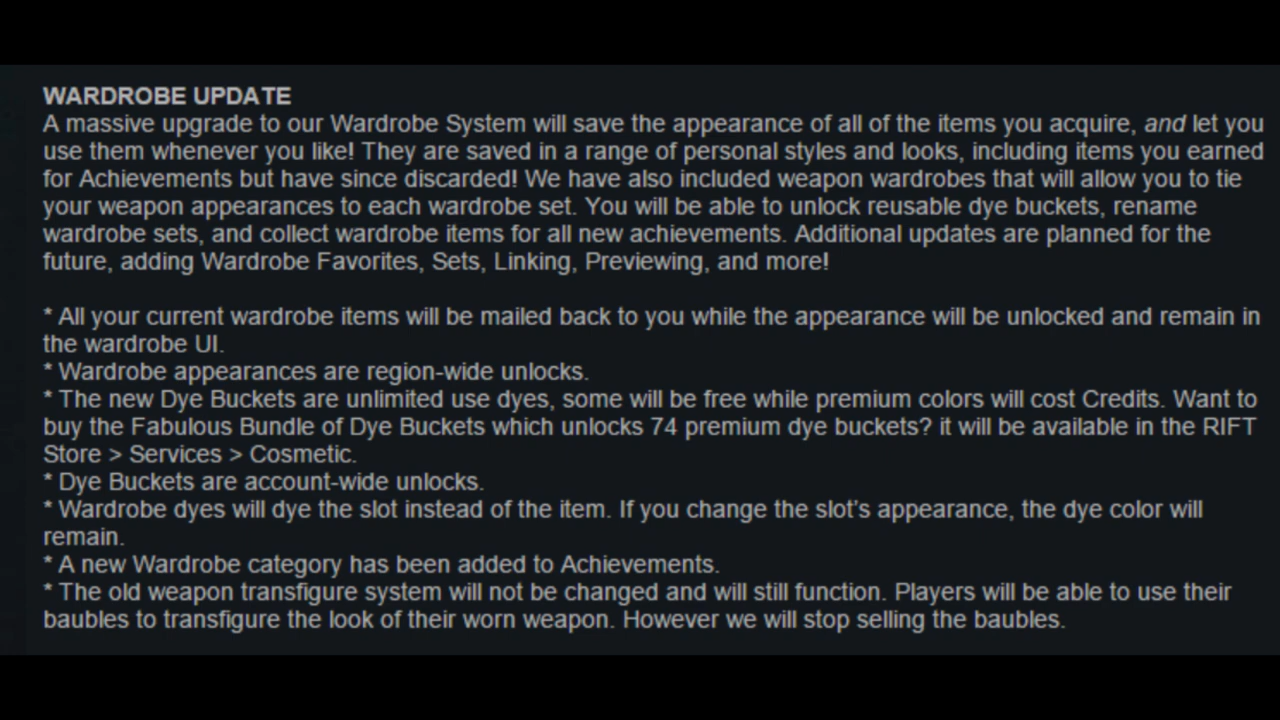 WARDROBE UPDATE
A massive upgrade to our Wardrobe System will save the appearance of all of the items you acquire, and let you
use them whenever you like! They are saved in a range of personal styles and looks, including items you earned
for Achievements but have since discarded! We have also included weapon wardrobes that will allow you to tie
your weapon appearances to each wardrobe set. You will be able to unlock reusable dye buckets, rename
wardrobe sets, and collect wardrobe items for all new achievements. Additional updates are planned for the
future, adding Wardrobe Favorites, Sets, Linking, Previewing, and more!
* All your current wardrobe items will be mailed back to you while the appearance will be unlocked and remain in
the wardrobe UI.
* Wardrobe appearances are region-wide unlocks.
* The new Dye Buckets are unlimited use dyes, some will be free while premium colors will cost Credits. Want to
buy the Fabulous Bundle of Dye Buckets which unlocks 74 premium dye buckets? it will be available in the RIFT
Store > Services > Cosmetic.
* Dye Buckets are account-wide unlocks.
* Wardrobe dyes will dye the slot instead of the item. If you change the slot's appearance, the dye color will
remain.
* A new Wardrobe category has been added to Achievements.
* The old weapon transfigure system will not be changed and will still function. Players will be able to use their
baubles to transfigure the look of their worn weapon. However we will stop selling the baubles.